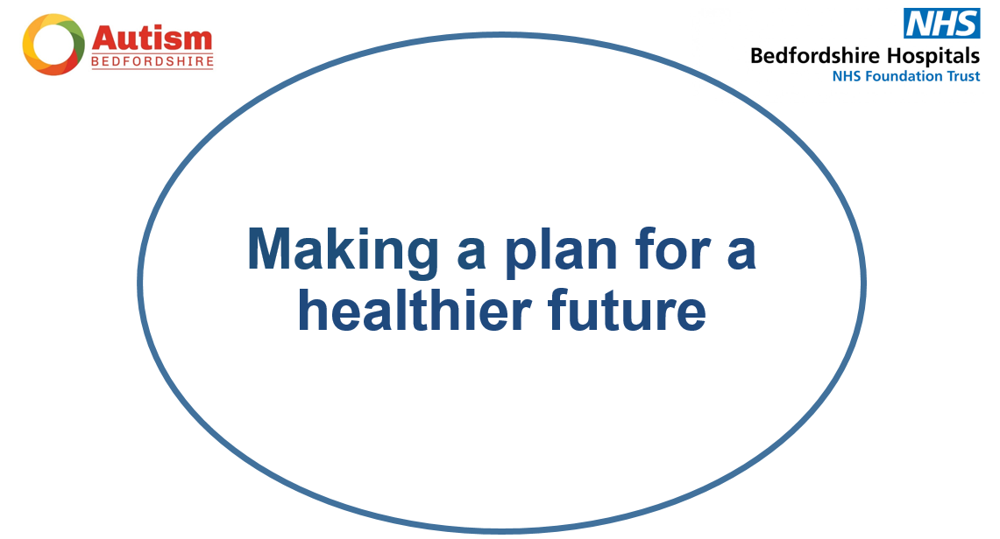 Autism
BEDFORDSHIRE
NHS
Bedfordshire Hospitals
NHS Foundation Trust
Making a plan for a
healthier future